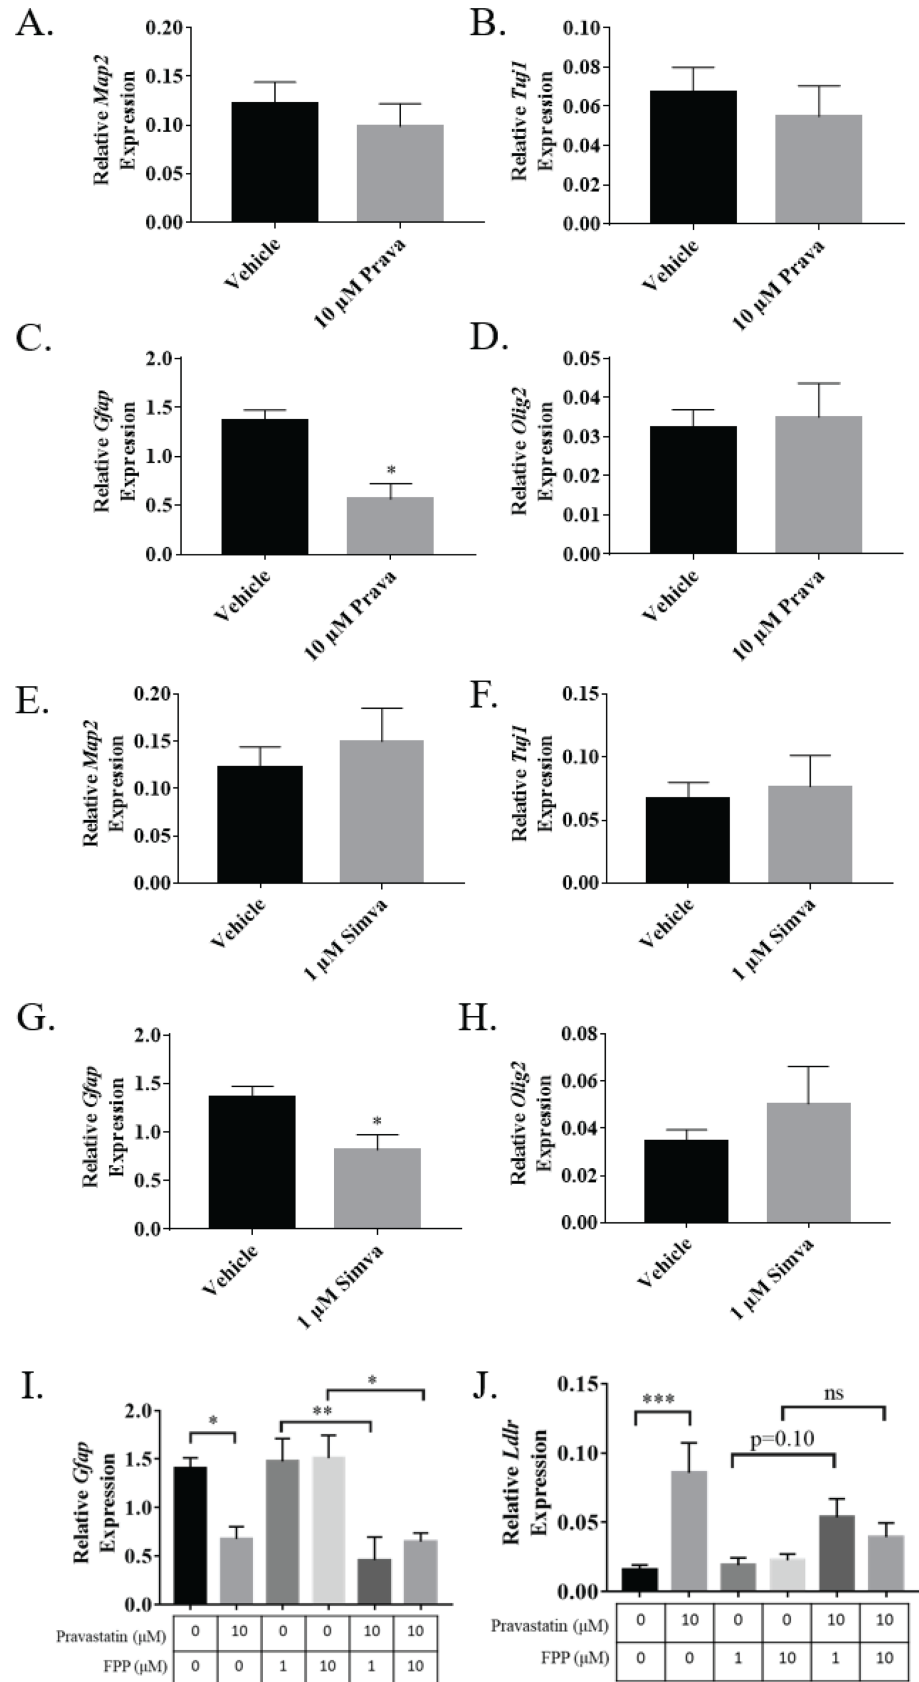 A.
Relative Map2
Expression
0.20
0.15
0.10
0.05
0.00
Vehicle
10 µM Prava
B.
Relative Tuj1
Expression
0.10
0.08
0.06
0.04
0.02
0.00
Vehicle
10 µM Prava
C.
Relative Gfap
Expression
2.0
1.5
1.0
0.5
0.0
*
Vehicle
10 µM Prava
D.
Relative Olig2
Expression
0.05
0.04
0.03
0.02
0.01
0.00
Vehicle
10 µM Prava
E.
Relative Map2
Expression
0.20
0.15
0.10
0.05
0.00
Vehicle
1 µM Simva
F.
Relative Tuj1
Expression
0.15
0.10
0.05
0.00
Vehicle
1 µM Simva
G.
Relative Gfap
Expression
2.0
1.5
1.0
0.5
0.0
*
Vehicle
1 µM Simva
H.
Relative Olig2
Expression
0.08
0.06
0.04
0.02
0.00
Vehicle
1 µM Simva
I.
Relative Gfap
Expression
2.0
1.5
1.0
0.5
0.0
*
**
*
Pravastatin (µM) 0 10 0 0 10 10
FPP (µM) 0 0 1 10 1 10
J.
Relative Ldlr
Expression
0.15
0.10
0.05
0.00
***
p=0.10
ns
Pravastatin (µM) 0 10 0 0 10 10
FPP (µM) 0 0 1 10 1 10